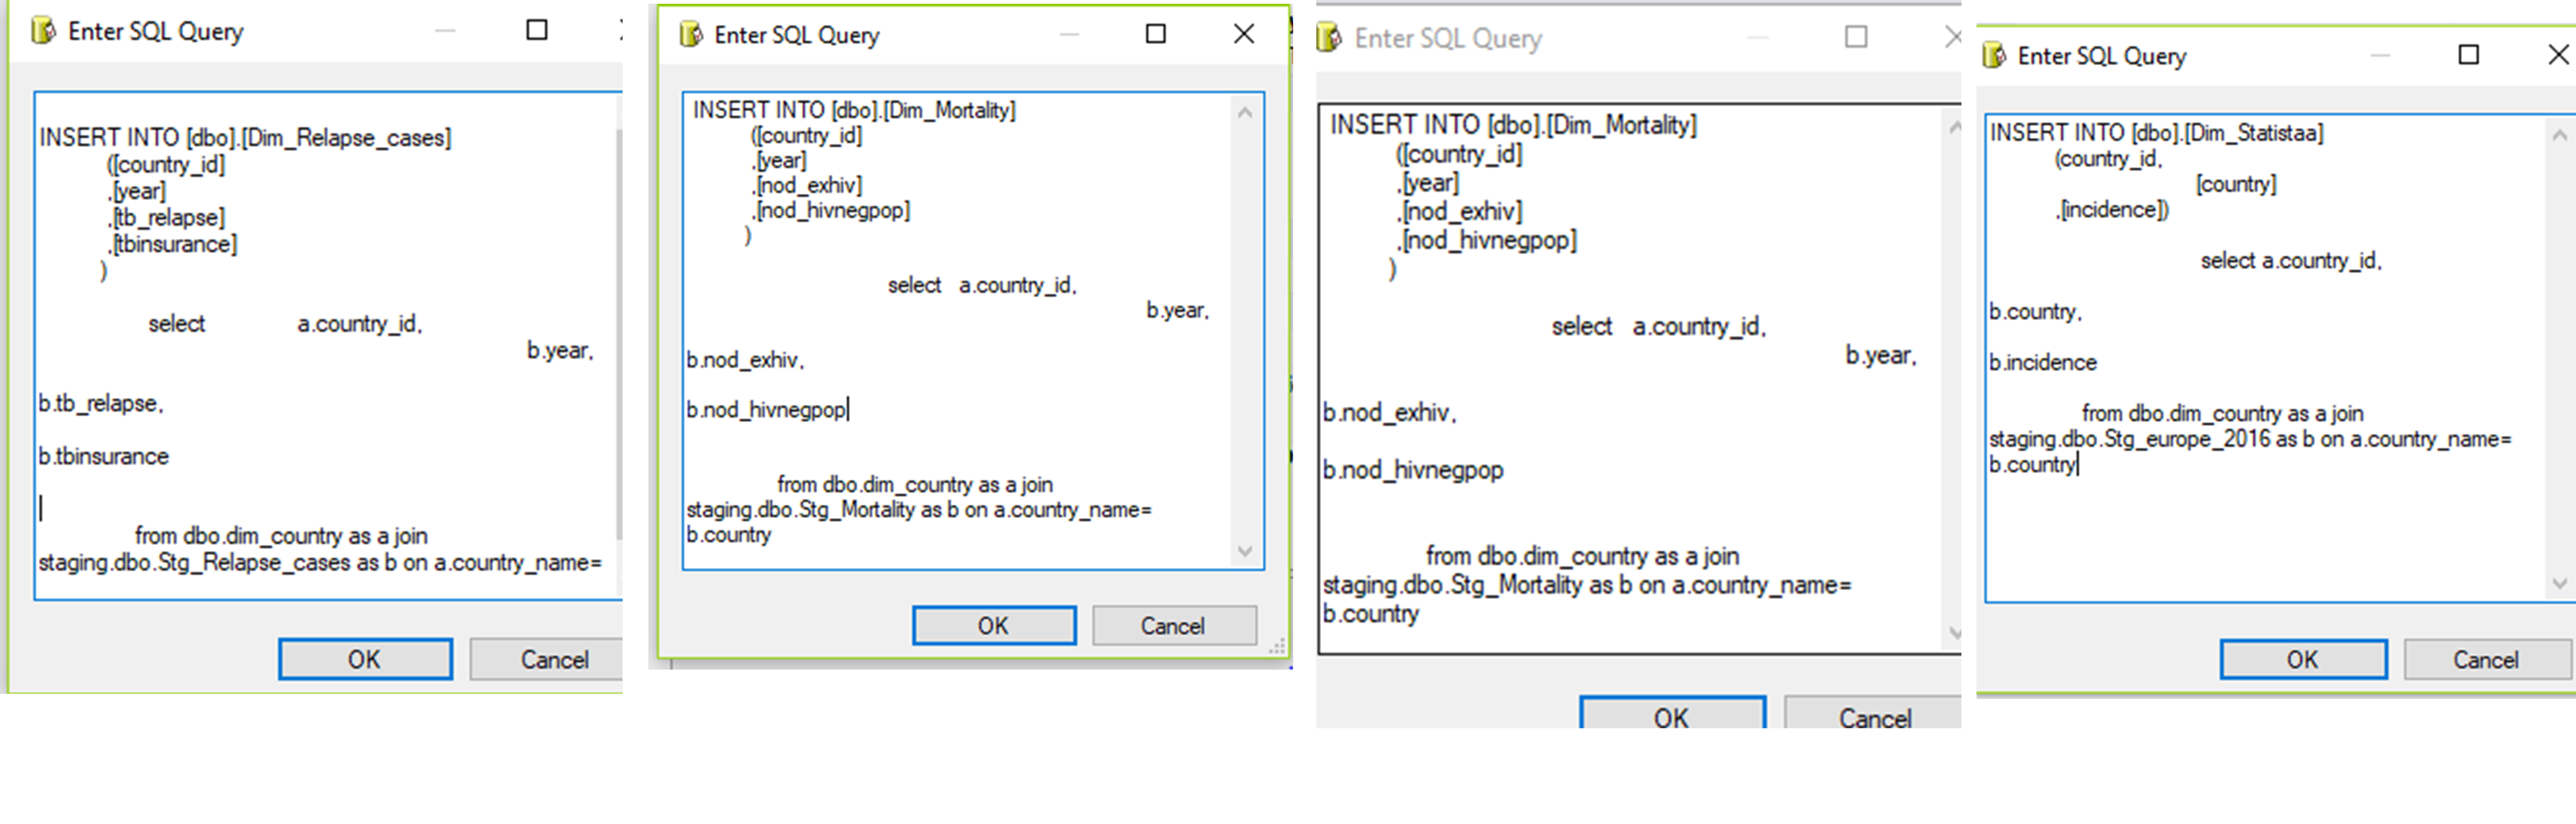 Enter SQL Query
INSERT INTO [dbo].[Dim_Relapse_cases]
([country_id]
,[year]
,[tb_relapse]
,[tbinsurance]
)
select a.country_id,
b.year,
b.tb_relapse,
b.tbinsurance
from dbo.dim_country as a join
staging.dbo.Stg_Relapse_cases as b on a.country_name=
OK Cancel
Enter SQL Query
INSERT INTO [dbo].[Dim_Mortality]
([country_id]
,[year]
,[nod_exhiv]
,[nod_hivnegpop]
)
select a.country_id,
b.year,
b.nod_exhiv,
b.nod_hivnegpop
from dbo.dim_country as a join
staging.dbo.Stg_Mortality as b on a.country_name=
b.country
OK Cancel
Enter SQL Query
INSERT INTO [dbo].[Dim_Mortality]
([country_id]
,[year]
,[nod_exhiv]
,[nod_hivnegpop]
)
select a.country_id,
b.year,
b.nod_exhiv,
b.nod_hivnegpop
from dbo.dim_country as a join
staging.dbo.Stg_Mortality as b on a.country_name=
b.country
OK Cancel
Enter SQL Query
INSERT INTO [dbo].[Dim_Statistaa]
(country_id,
[country]
,[incidence])
select a.country_id,
b.country,
b.incidence
from dbo.dim_country as a join
staging.dbo.Stg_europe_2016 as b on a.country_name=
b.country
OK Cancel